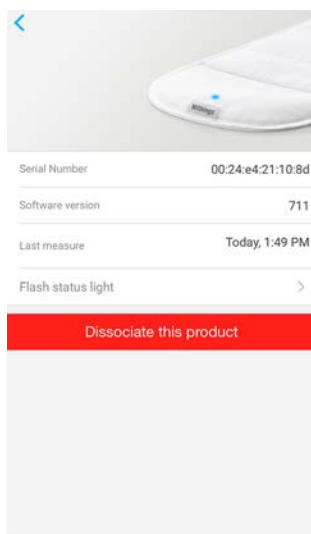 Withings
Serial Number 00:24:e4:21:10:8d
Software version 711
Last measure Today, 1:49 PM
Flash status light
Dissociate this product